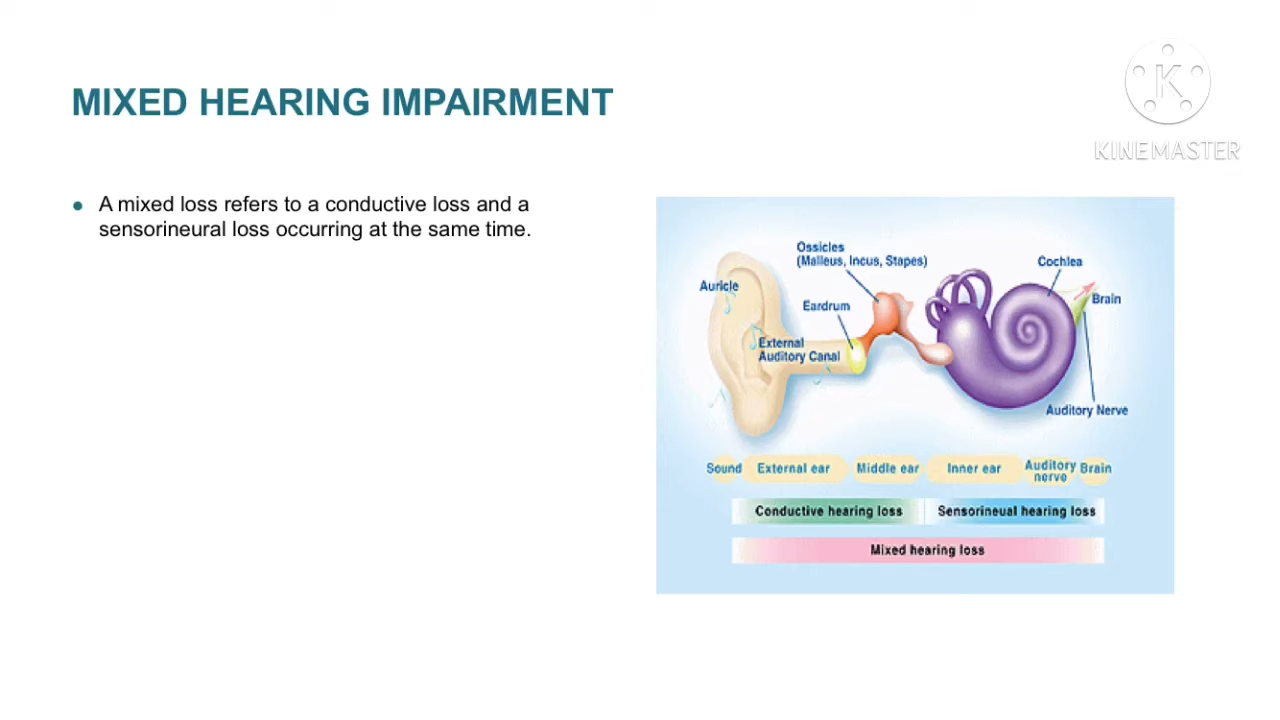 MIXED HEARING IMPAIRMENT
K
KINEMASTER
● A mixed loss refers to a conductive loss and a
sensorineural loss occurring at the same time.
Ossicles
(Malleus, Incus, Stapes)
Cochlea
Auricle
Eardrum
Brain
External
Auditory Canal
Auditory Nerve
Sound
External ear
Middle ear
Inner ear
Auditory
nerve
Brain
Conductive hearing loss
Sensorineual hearing loss
Mixed hearing loss